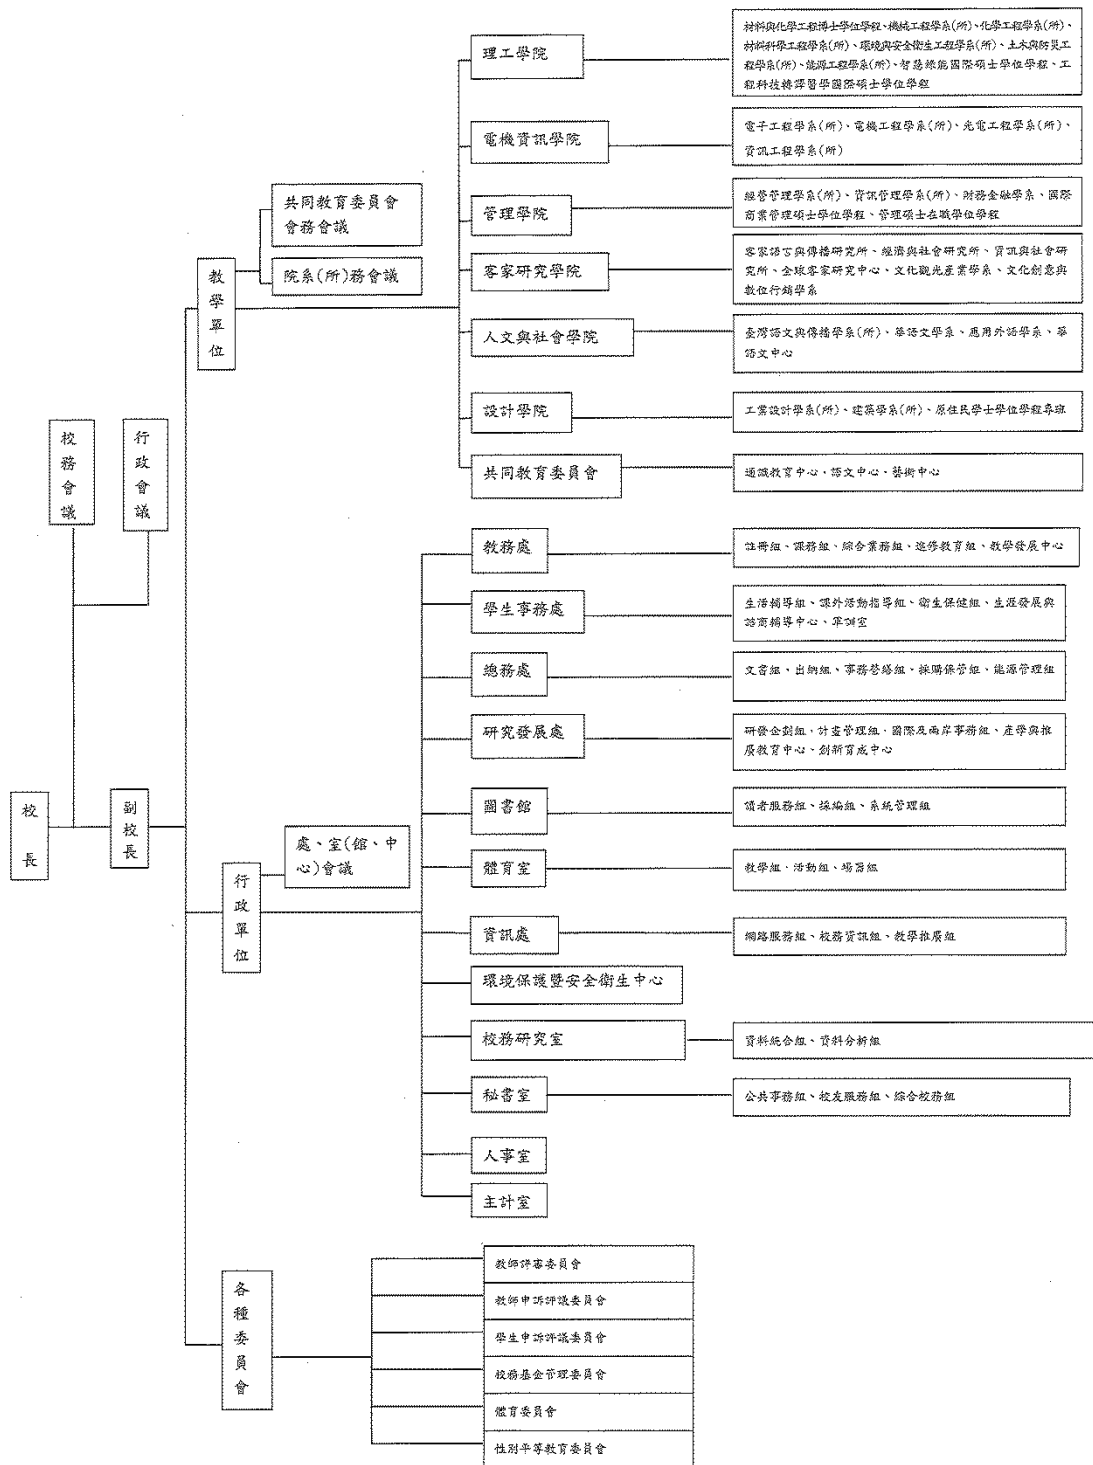 校長
副校長
校務會議
行政會議
教學單位
共同教育委員會
會務會議
院系(所)務會議
理工學院
材料與化學工程博士學位學程、機械工程學系(所)、化學工程學系(所)、
材料科學工程學系(所)、環境與安全衛生工程學系(所)、土木與防災工
程學系(所)、能源工程學系(所)、智慧綠能國際碩士學位學程、工
程科技轉譯醫學國際碩士學位學程
電機資訊學院
電子工程學系(所)、電機工程學系(所)、光電工程學系(所)、
資訊工程學系(所)
管理學院
經營管理學系(所)、資訊管理學系(所)、財務金融學系、國際
商業管理碩士學位學程、管理碩士在職學位學程
客家研究學院
客家語言與傳播研究所、經濟與社會研究所、資訊與社會研
究所、全球客家研究中心、文化觀光產業學系、文化創意與
數位行銷學系
人文與社會學院
臺灣語文與傳播學系(所)、華語文學系、應用外語學系、華
語文中心
設計學院
工業設計學系(所)、建築學系(所)、原住民學士學位學程專班
共同教育委員會
通識教育中心、語文中心、藝術中心
行政單位
處、室(館、中
心)會議
教務處
註冊組、課務組、綜合業務組、進修教育組、教學發展中心
學生事務處
生活輔導組、課外活動指導組、衛生保健組、生涯發展與
諮商輔導中心、軍訓室
總務處
文書組、出納組、事務營繕組、採購保管組、能源管理組
研究發展處
研發企劃組、計畫管理組、國際及兩岸事務組、產學與推
廣教育中心、創新育成中心
圖書館
讀者服務組、採編組、系統管理組
體育室
教學組、活動組、場器組
資訊處
網路服務組、校務資訊組、教學推廣組
環境保護暨安全衛生中心
校務研究室
資料統合組、資料分析組
秘書室
公共事務組、校友服務組、綜合校務組
人事室
主計室
各種委員會
教師評審委員會
教師申訴評議委員會
學生申訴評議委員會
校務基金管理委員會
體育委員會
性別平等教育委員會